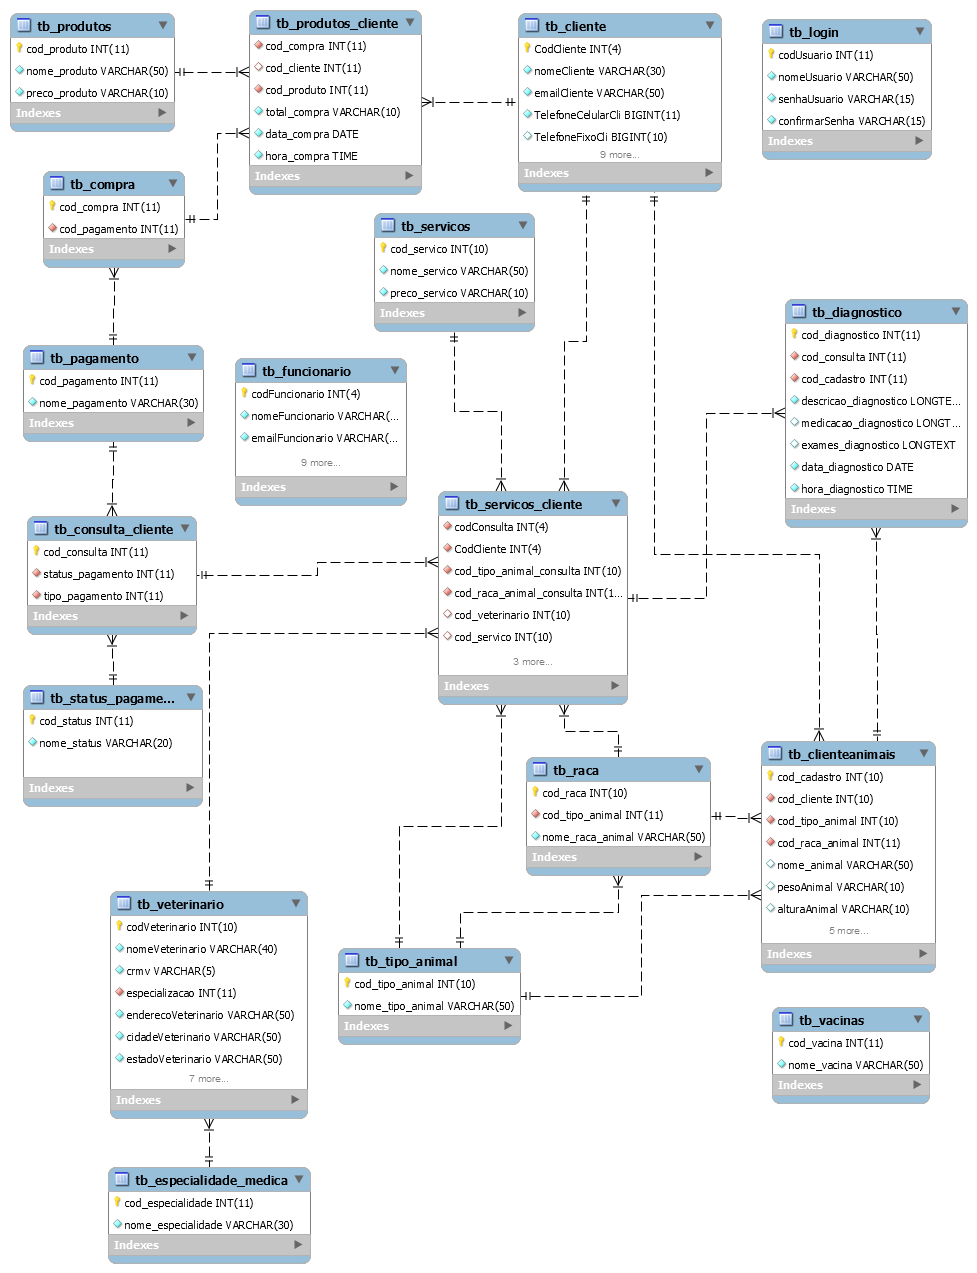 tb_produtos
cod_produto INT(11)
nome_produto VARCHAR(50)
preco_produto VARCHAR(10)
Indexes
tb_produtos_cliente
cod_compra INT(11)
cod_cliente INT(11)
cod_produto INT(11)
total_compra VARCHAR(10)
data_compra DATE
hora_compra TIME
Indexes
tb_cliente
CodCliente INT(4)
nomeCliente VARCHAR(30)
emailCliente VARCHAR(50)
TelefoneCelularCli BIGINT(11)
TelefoneFixoCli BIGINT(10)
9 more...
Indexes
tb_login
codUsuario INT(11)
nomeUsuario VARCHAR(50)
senhaUsuario VARCHAR(15)
confirmarSenha VARCHAR(15)
Indexes
tb_compra
cod_compra INT(11)
cod_pagamento INT(11)
Indexes
tb_servicos
cod_servico INT(10)
nome_servico VARCHAR(50)
preco_servico VARCHAR(10)
Indexes
tb_diagnostico
cod_diagnostico INT(11)
cod_consulta INT(11)
cod_cadastro INT(11)
descricao_diagnostico LONGTE...
medicacao_diagnostico LONGT...
exames_diagnostico LONGTEXT
data_diagnostico DATE
hora_diagnostico TIME
Indexes
tb_pagamento
cod_pagamento INT(11)
nome_pagamento VARCHAR(30)
Indexes
tb_funcionario
codFuncionario INT(4)
nomeFuncionario VARCHAR(...
emailFuncionario VARCHAR(...
9 more...
Indexes
tb_servicos_cliente
codConsulta INT(4)
CodCliente INT(4)
cod_tipo_animal_consulta INT(10)
cod_raca_animal_consulta INT(1...
cod_veterinario INT(10)
cod_servico INT(10)
3 more...
Indexes
tb_consulta_cliente
cod_consulta INT(11)
status_pagamento INT(11)
tipo_pagamento INT(11)
Indexes
tb_status_pagame...
cod_status INT(11)
nome_status VARCHAR(20)
Indexes
tb_raca
cod_raca INT(10)
cod_tipo_animal INT(11)
nome_raca_animal VARCHAR(50)
Indexes
tb_clienteanimais
cod_cadastro INT(10)
cod_cliente INT(10)
cod_tipo_animal INT(10)
cod_raca_animal INT(11)
nome_animal VARCHAR(50)
pesoAnimal VARCHAR(10)
alturaAnimal VARCHAR(10)
5 more...
Indexes
tb_veterinario
codVeterinario INT(10)
nomeVeterinario VARCHAR(40)
crmv VARCHAR(5)
especializacao INT(11)
enderecoVeterinario VARCHAR(50)
cidadeVeterinario VARCHAR(50)
estadoVeterinario VARCHAR(50)
7 more...
Indexes
tb_tipo_animal
cod_tipo_animal INT(10)
nome_tipo_animal VARCHAR(50)
Indexes
tb_vacinas
cod_vacina INT(11)
nome_vacina VARCHAR(50)
Indexes
tb_especialidade_medica
cod_especialidade INT(11)
nome_especialidade VARCHAR(30)
Indexes